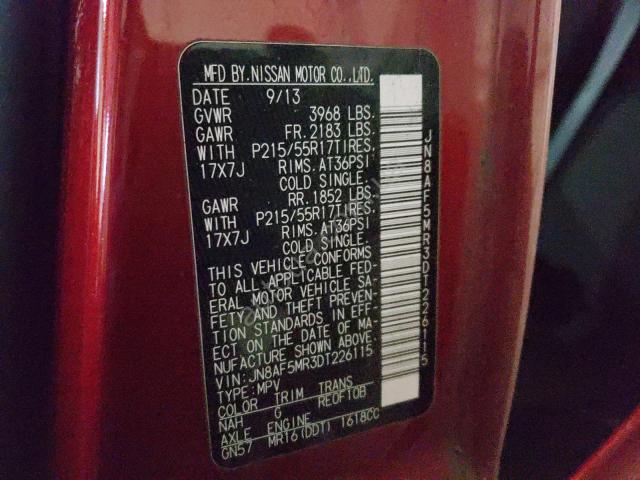 MFD BY. NISSAN MOTOR CO., LTD.
DATE 9/13
GVWR 3968 LBS.
GAWR FR. 2183 LBS.
WITH P215/55R17TIRES.
17X7J RIMS. AT36PSI
COLD SINGLE.
GAWR RR. 1852 LBS.
WITH P215/55R17TIRES.
17X7J RIMS. AT36PSI
COLD SINGLE.
THIS VEHICLE CONFORMS
TO ALL APPLICABLE FED-
ERAL MOTOR VEHICLE SA-
FETY AND THEFT PREVEN-
TION STANDARDS IN EFF-
ECT ON THE DATE OF MA-
NUFACTURE SHOWN ABOVE.
VIN: JN8AF5MR3DT226115
TYPE: MPV
COLOR TRIM TRANS
NAH G RE0F10B
AXLE ENGINE
GN57 MR16(DDT) 1618CC
JN8AF5MR3DT226115